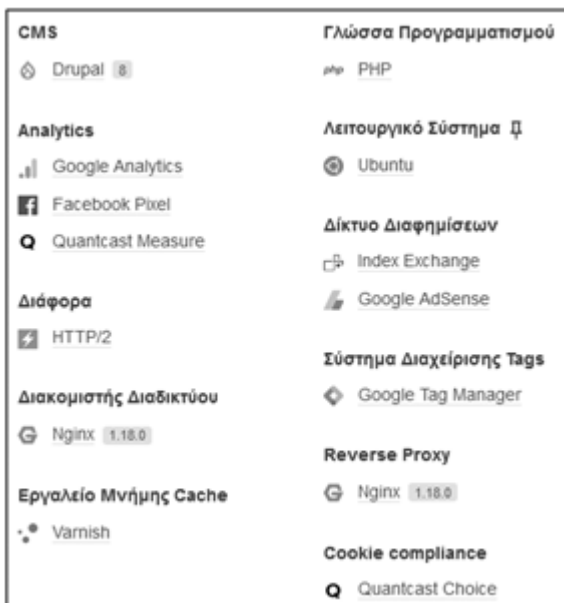 CMS
Drupal 8
Analytics
Google Analytics
Facebook Pixel
Quantcast Measure
Διάφορα
HTTP/2
Διακομιστής Διαδικτύου
Nginx 1.18.0
Εργαλείο Μνήμης Cache
Varnish
Γλώσσα Προγραμματισμού
php PHP
Λειτουργικό Σύστημα
Ubuntu
Δίκτυο Διαφημίσεων
Index Exchange
Google AdSense
Σύστημα Διαχείρισης Tags
Google Tag Manager
Reverse Proxy
Nginx 1.18.0
Cookie compliance
Quantcast Choice